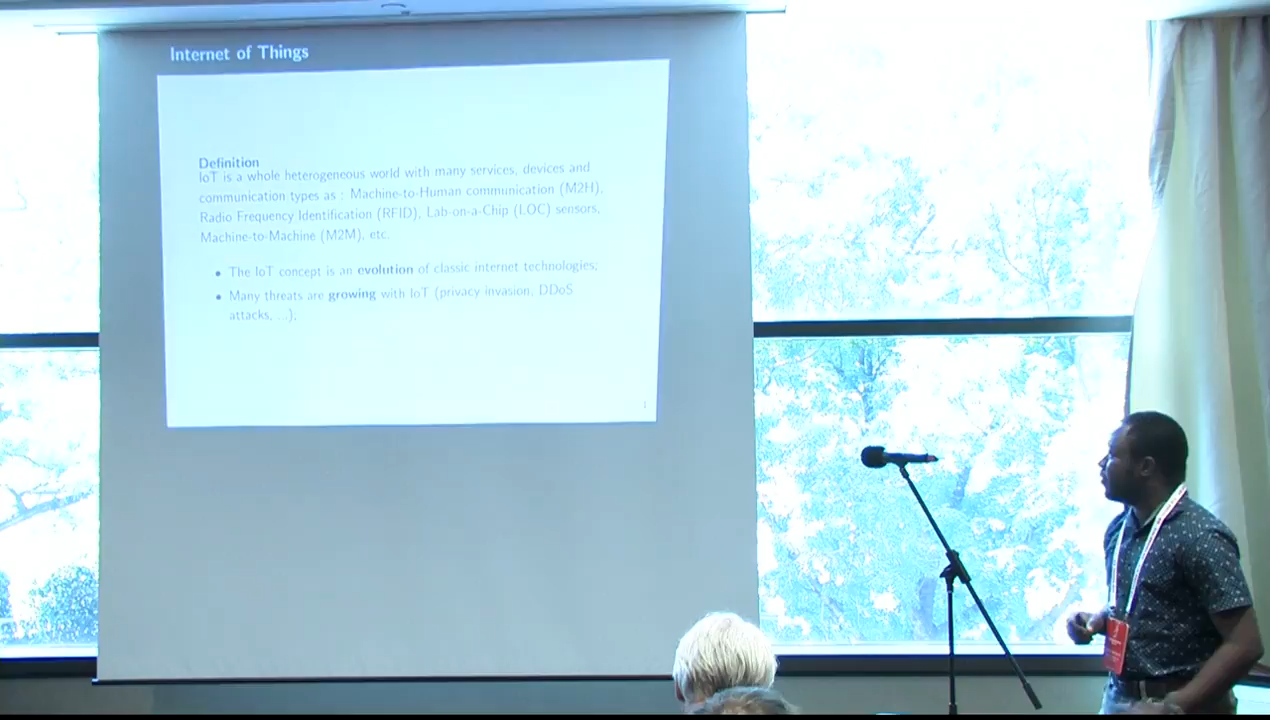 Internet of Things
Definition
IoT is a whole heterogeneous world with many services, devices and
communication types as : Machine-to-Human communication (M2H),
Radio Frequency Identification (RFID), Lab-on-a-Chip (LOC) sensors,
Machine-to-Machine (M2M), etc.
• The IoT concept is an evolution of classic internet technologies;
• Many threats are growing with IoT (privacy invasion, DDoS
attacks, ...);
1